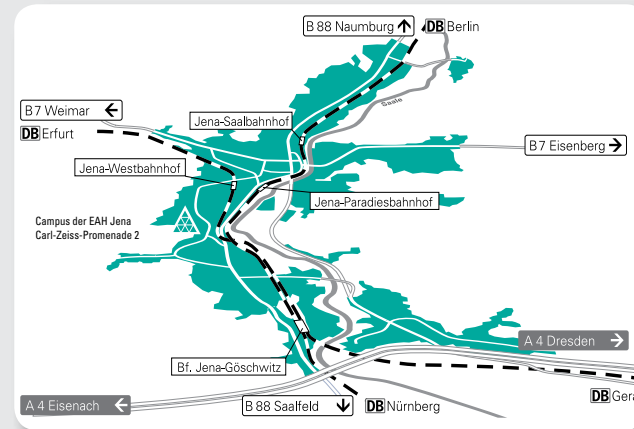 B 88 Naumburg
DB Berlin
Saale
B 7 Weimar
DB Erfurt
Jena-Saalbahnhof
B 7 Eisenberg
Jena-Westbahnhof
Jena-Paradiesbahnhof
Campus der EAH Jena
Carl-Zeiss-Promenade 2
A 4 Dresden
Bf. Jena-Göschwitz
DB Gera
A 4 Eisenach
B 88 Saalfeld
DB Nürnberg